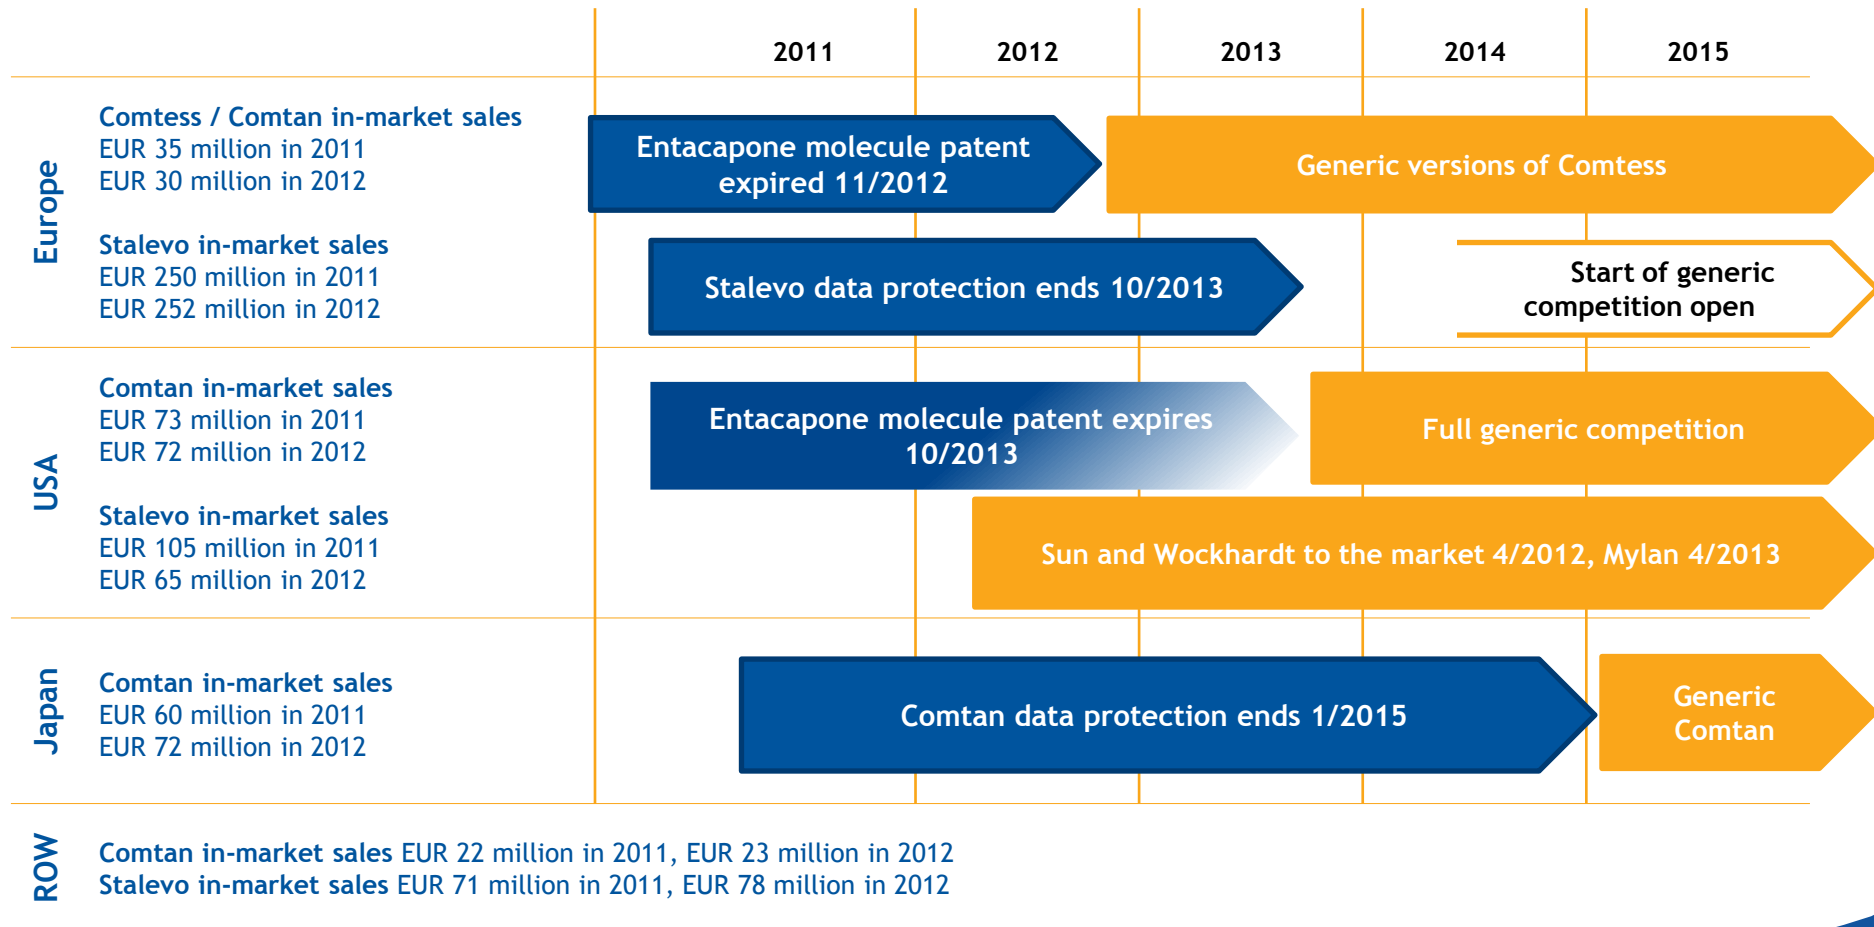 2011 2012 2013 2014 2015
Europe
Comtess / Comtan in-market sales
EUR 35 million in 2011
EUR 30 million in 2012
Entacapone molecule patent
expired 11/2012
Generic versions of Comtess
Stalevo in-market sales
EUR 250 million in 2011
EUR 252 million in 2012
Stalevo data protection ends 10/2013
Start of generic
competition open
USA
Comtan in-market sales
EUR 73 million in 2011
EUR 72 million in 2012
Entacapone molecule patent expires
10/2013
Full generic competition
Stalevo in-market sales
EUR 105 million in 2011
EUR 65 million in 2012
Sun and Wockhardt to the market 4/2012, Mylan 4/2013
Japan
Comtan in-market sales
EUR 60 million in 2011
EUR 72 million in 2012
Comtan data protection ends 1/2015
Generic
Comtan
ROW
Comtan in-market sales EUR 22 million in 2011, EUR 23 million in 2012
Stalevo in-market sales EUR 71 million in 2011, EUR 78 million in 2012